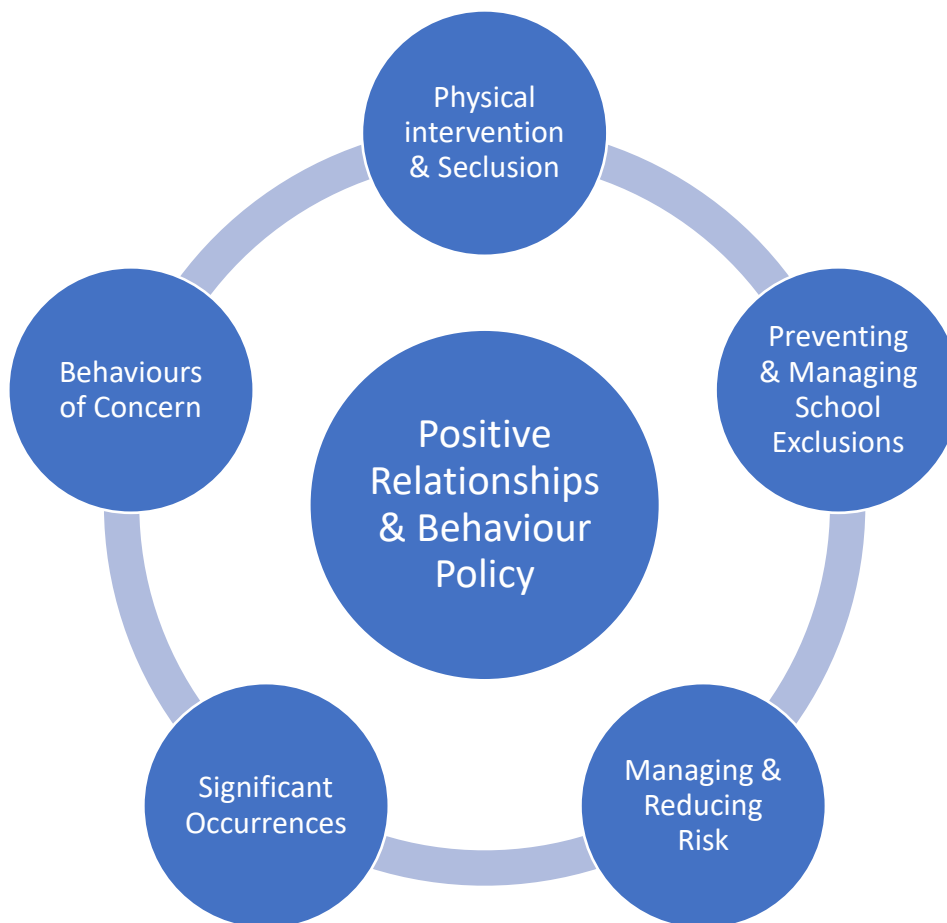 Physical
intervention
& Seclusion
Preventing
& Managing
School
Exclusions
Behaviours
of Concern
Positive
Relationships
& Behaviour
Policy
Significant
Occurrences
Managing &
Reducing
Risk